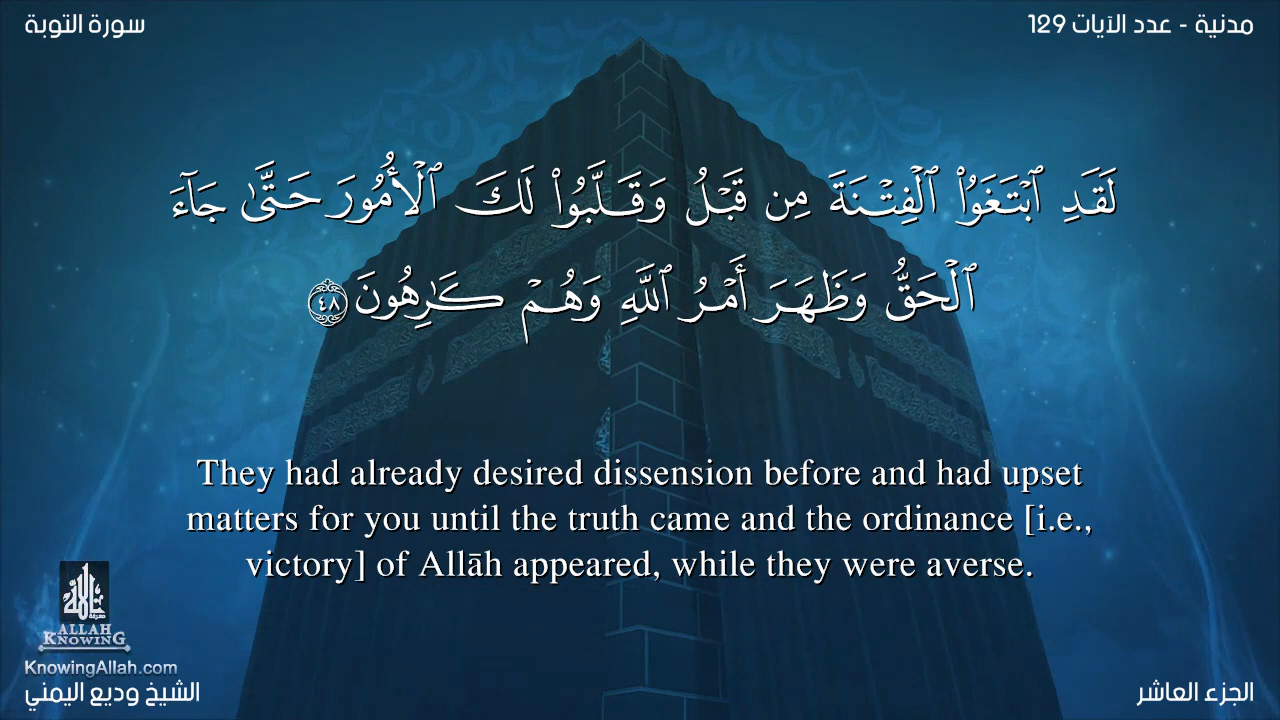 سورة التوبة
مدنية - عدد الآيات 129
لَقَدِ ٱبْتَغَوُا۟ ٱلْفِتْنَةَ مِن قَبْلُ وَقَلَّبُوا۟ لَكَ ٱلْأُمُورَ حَتَّىٰ جَآءَ
ٱلْحَقُّ وَظَهَرَ أَمْرُ ٱللَّهِ وَهُمْ كَـٰرِهُونَ ٤٨
They had already desired dissension before and had upset
matters for you until the truth came and the ordinance [i.e.,
victory] of Allāh appeared, while they were averse.
ALLAH
KNOWING
KnowingAllah.com
الشيخ وديع اليمني
الجزء العاشر